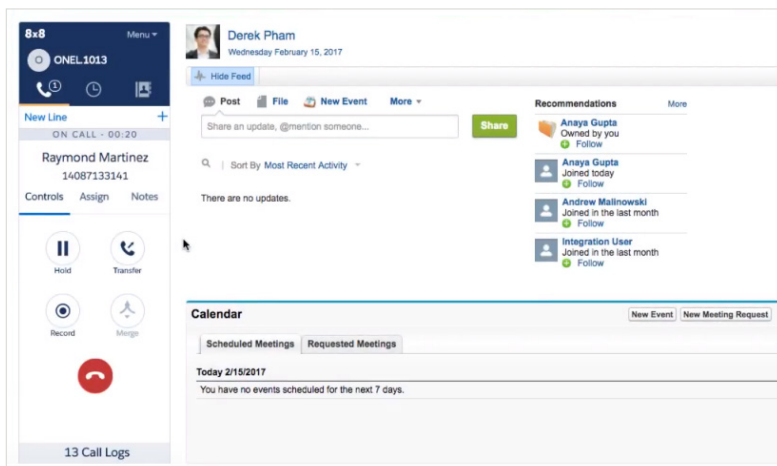 8x8
Menu
O ONEL1013
1
New Line +
ON CALL - 00:20
Raymond Martinez
14087133141
Controls Assign Notes
Hold Transfer
Record Merge
13 Call Logs
Derek Pham
Wednesday February 15, 2017
Hide Feed
Post File New Event More
Share an update, @mention someone...
Share
Sort By Most Recent Activity
There are no updates.
Recommendations More
Anaya Gupta
Owned by you
Follow
Anaya Gupta
Joined today
Follow
Andrew Malinowski
Joined in the last month
Follow
Integration User
Joined in the last month
Follow
Calendar
New Event New Meeting Request
Scheduled Meetings Requested Meetings
Today 2/15/2017
You have no events scheduled for the next 7 days.